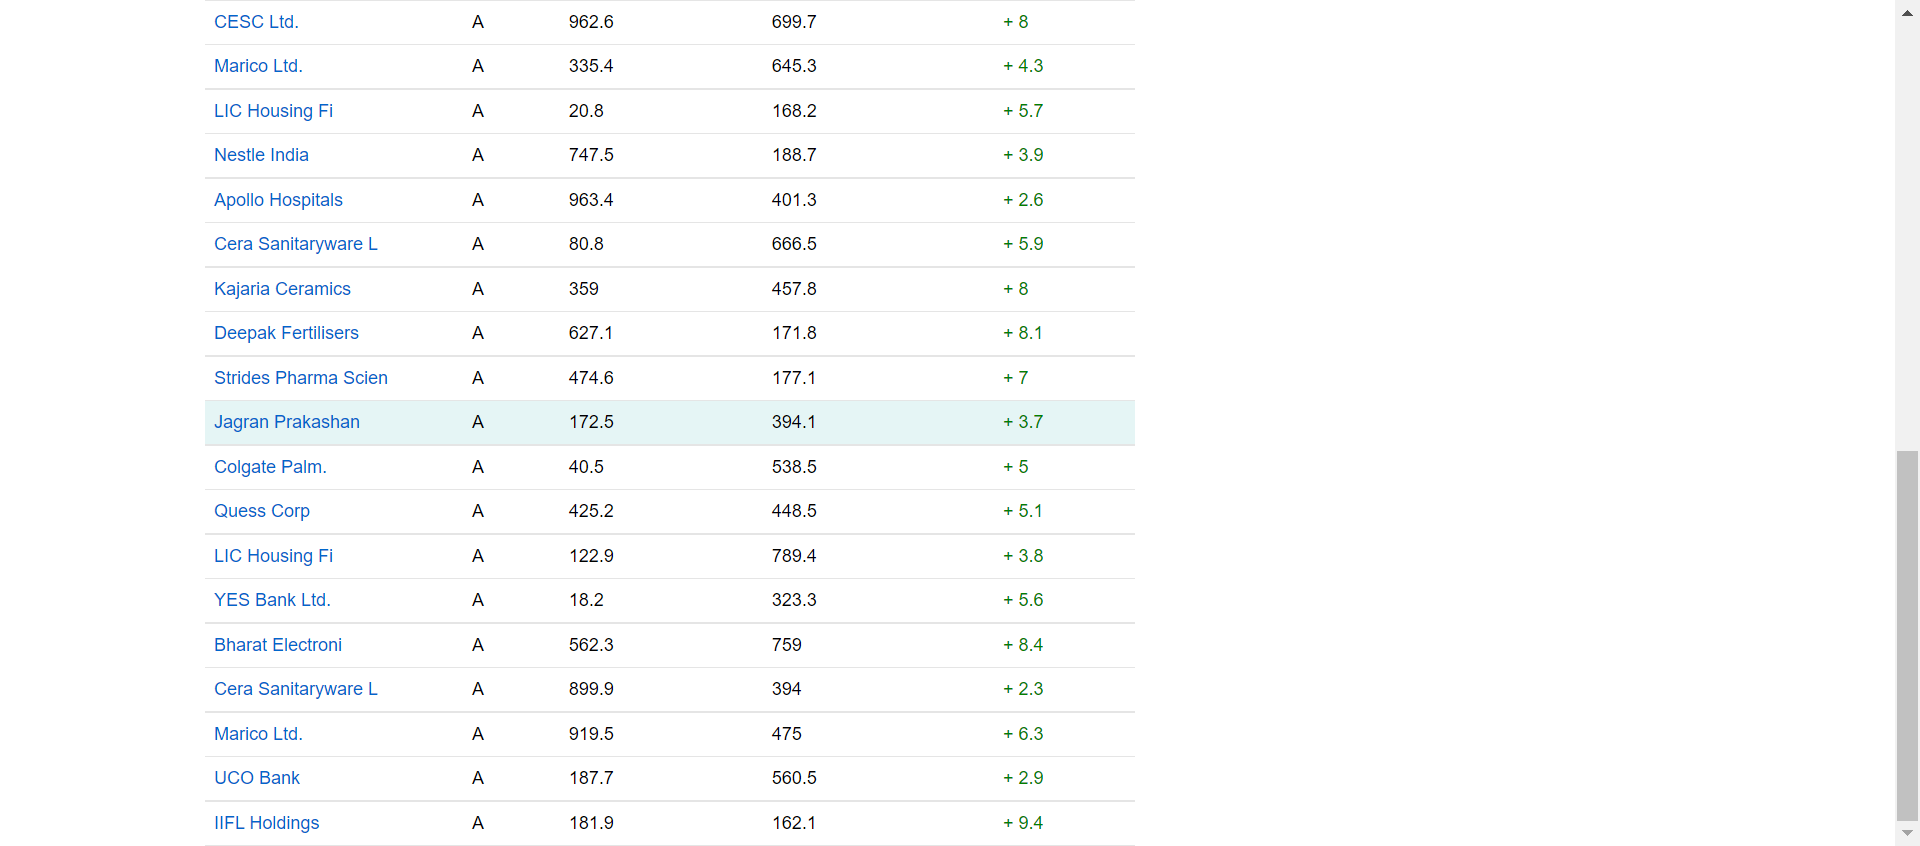 CESC Ltd. A 962.6 699.7 + 8
Marico Ltd. A 335.4 645.3 + 4.3
LIC Housing Fi A 20.8 168.2 + 5.7
Nestle India A 747.5 188.7 + 3.9
Apollo Hospitals A 963.4 401.3 + 2.6
Cera Sanitaryware L A 80.8 666.5 + 5.9
Kajaria Ceramics A 359 457.8 + 8
Deepak Fertilisers A 627.1 171.8 + 8.1
Strides Pharma Scien A 474.6 177.1 + 7
Jagran Prakashan A 172.5 394.1 + 3.7
Colgate Palm. A 40.5 538.5 + 5
Quess Corp A 425.2 448.5 + 5.1
LIC Housing Fi A 122.9 789.4 + 3.8
YES Bank Ltd. A 18.2 323.3 + 5.6
Bharat Electroni A 562.3 759 + 8.4
Cera Sanitaryware L A 899.9 394 + 2.3
Marico Ltd. A 919.5 475 + 6.3
UCO Bank A 187.7 560.5 + 2.9
IIFL Holdings A 181.9 162.1 + 9.4